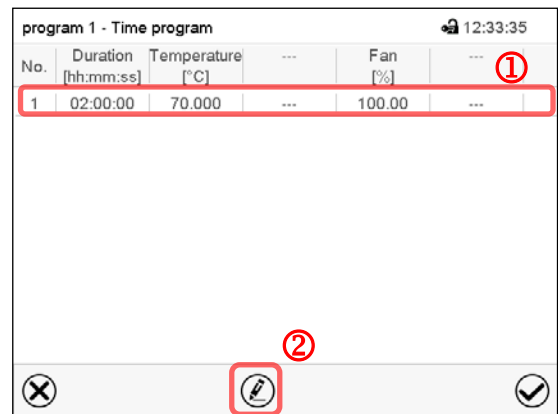 program 1 - Time program 12:33:35
No. Duration [hh:mm:ss] Temperature [°C] --- Fan [%] ---
①
1 02:00:00 70.000 --- 100.00 ---
②